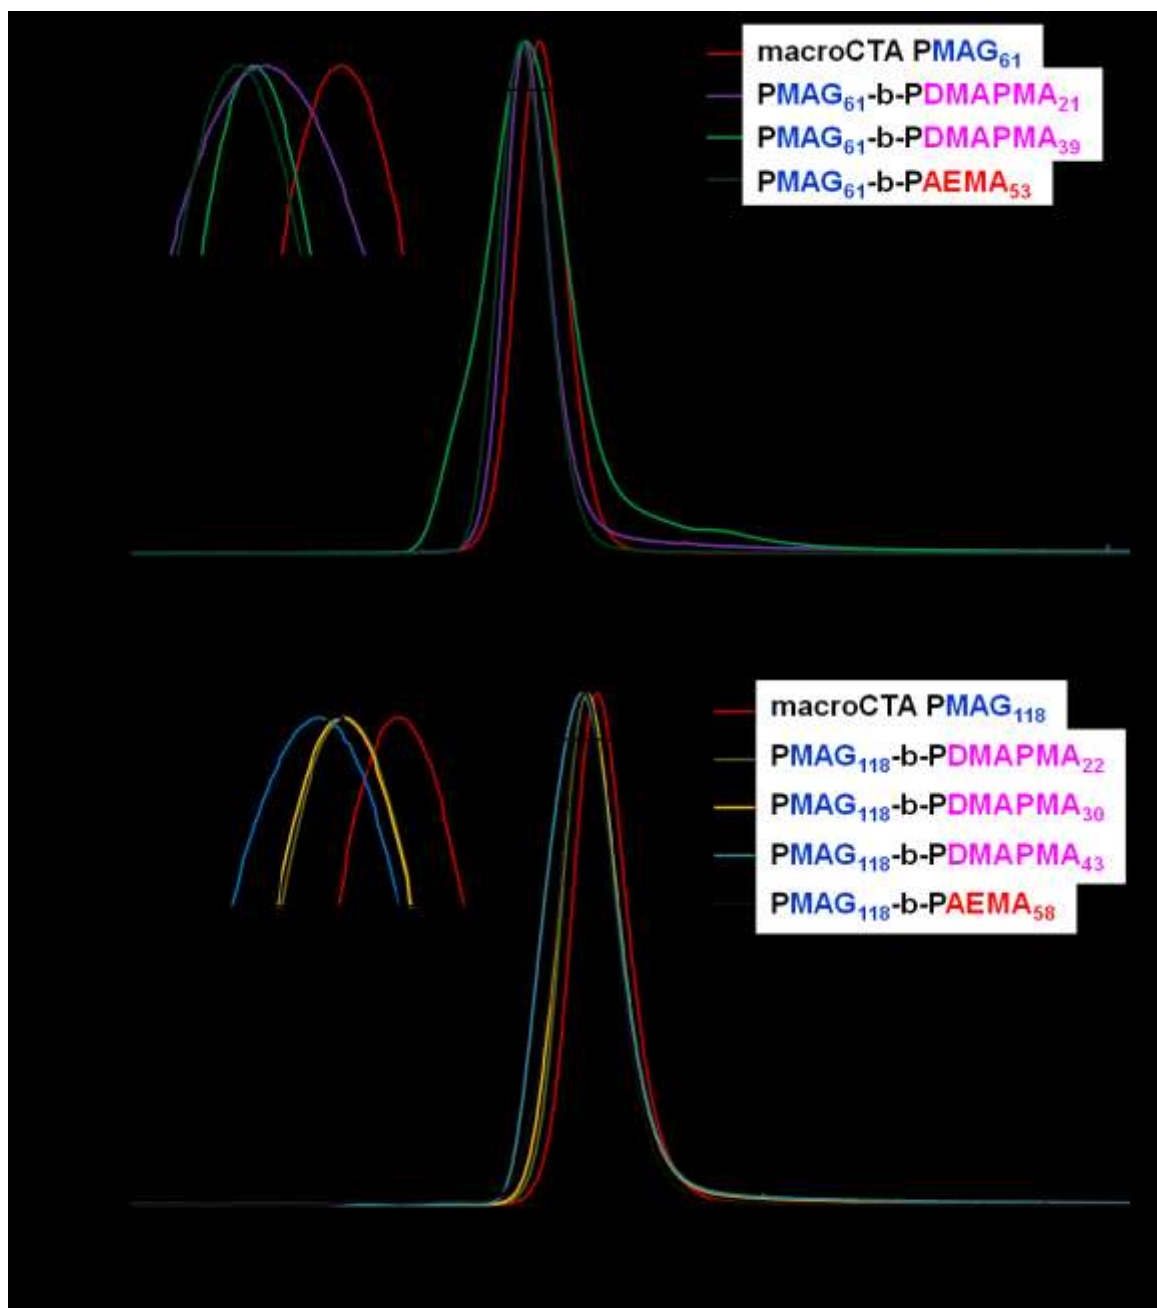 macroCTA PMAG₆₁
PMAG₆₁-b-PDMAPMA₂₁
PMAG₆₁-b-PDMAPMA₃₉
PMAG₆₁-b-PAEMA₅₃
macroCTA PMAG₁₁₈
PMAG₁₁₈-b-PDMAPMA₂₂
PMAG₁₁₈-b-PDMAPMA₃₀
PMAG₁₁₈-b-PDMAPMA₄₃
PMAG₁₁₈-b-PAEMA₅₈